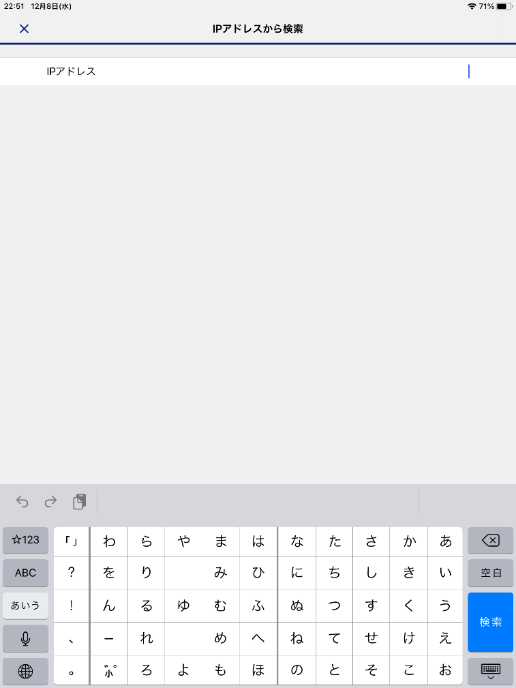 22:51 12月8日(水) 71%
IPアドレスから検索
IPアドレス
☆123 「」 わ ら や ま は な た さ か あ
ABC ? を り み ひ に ち し き い 空白
あいう ! ん る ゆ む ふ ぬ つ す く う 検索
、 ー れ め へ ね て せ け え
。 ゛゜小 ろ よ も ほ の と そ こ お